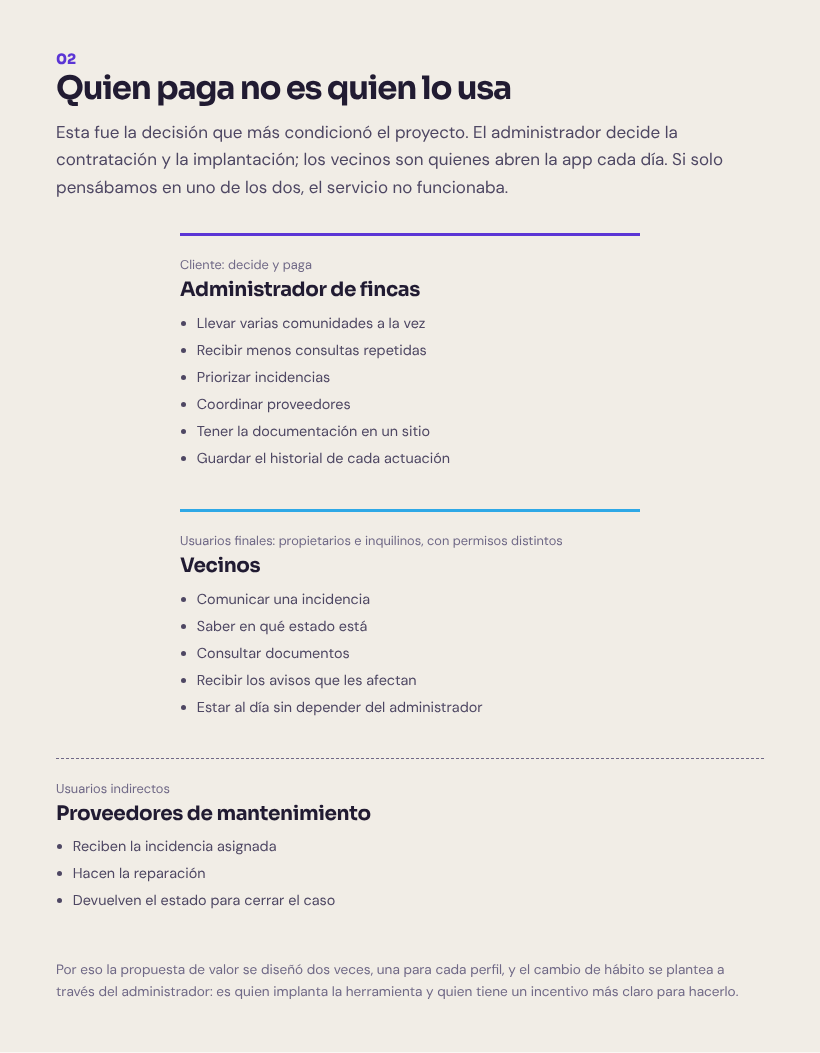 02
Quien paga no es quien lo usa
Esta fue la decisión que más condicionó el proyecto. El administrador decide la
contratación y la implantación; los vecinos son quienes abren la app cada día. Si solo
pensábamos en uno de los dos, el servicio no funcionaba.
Cliente: decide y paga
Administrador de fincas
• Llevar varias comunidades a la vez
• Recibir menos consultas repetidas
• Priorizar incidencias
• Coordinar proveedores
• Tener la documentación en un sitio
• Guardar el historial de cada actuación
Usuarios finales: propietarios e inquilinos, con permisos distintos
Vecinos
• Comunicar una incidencia
• Saber en qué estado está
• Consultar documentos
• Recibir los avisos que les afectan
• Estar al día sin depender del administrador
Usuarios indirectos
Proveedores de mantenimiento
• Reciben la incidencia asignada
• Hacen la reparación
• Devuelven el estado para cerrar el caso
Por eso la propuesta de valor se diseñó dos veces, una para cada perfil, y el cambio de hábito se plantea a
través del administrador: es quien implanta la herramienta y quien tiene un incentivo más claro para hacerlo.